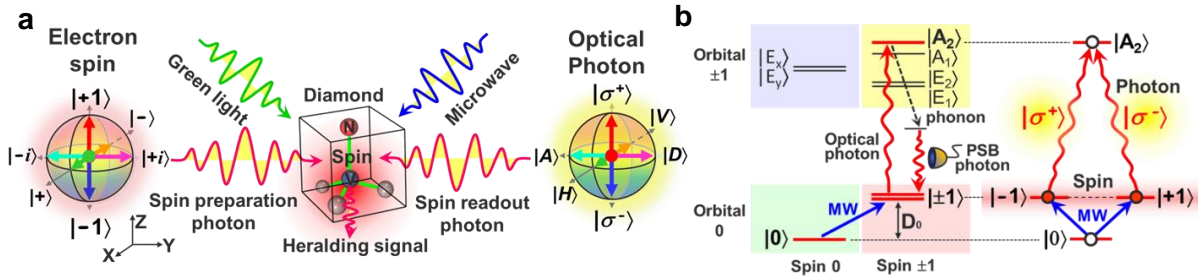 a
Electron
spin
|+1⟩
|−⟩
|−i⟩
|+i⟩
|+⟩
|−1⟩
Z
X
Y
Green light
Microwave
Diamond
N
Spin
V
Spin preparation
photon
Spin readout
photon
Heralding signal
Optical
Photon
|σ⁺⟩
|V⟩
|A⟩
|D⟩
|H⟩
|σ⁻⟩
b
Orbital
±1
|Eₓ⟩
|Eᵧ⟩
|A₂⟩
|A₁⟩
|E₂⟩
|E₁⟩
phonon
Optical
photon
PSB
photon
|A₂⟩
Photon
|σ⁺⟩
|σ⁻⟩
Orbital
0
|0⟩
MW
|±1⟩
D₀
Spin 0
Spin ±1
|−1⟩
Spin
|+1⟩
MW
|0⟩